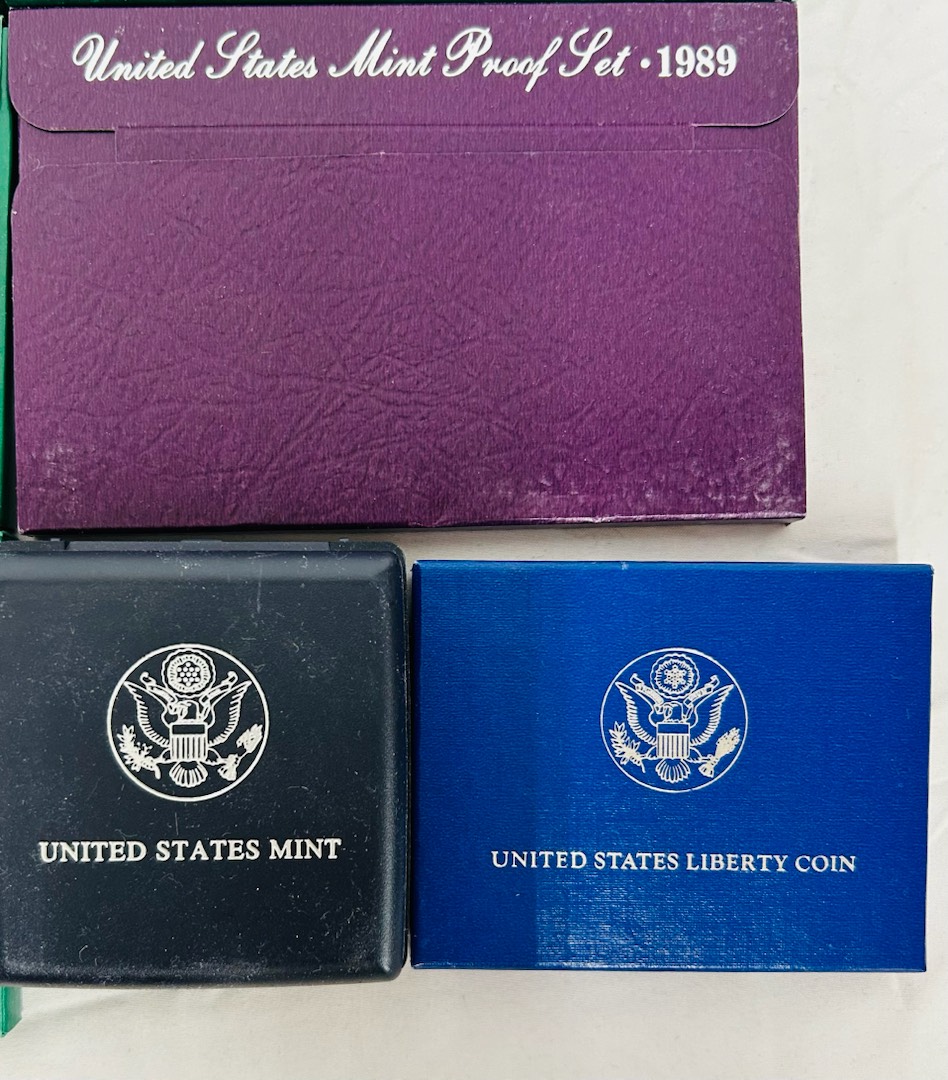 United States Mint Proof Set · 1989
UNITED STATES MINT
UNITED STATES LIBERTY COIN